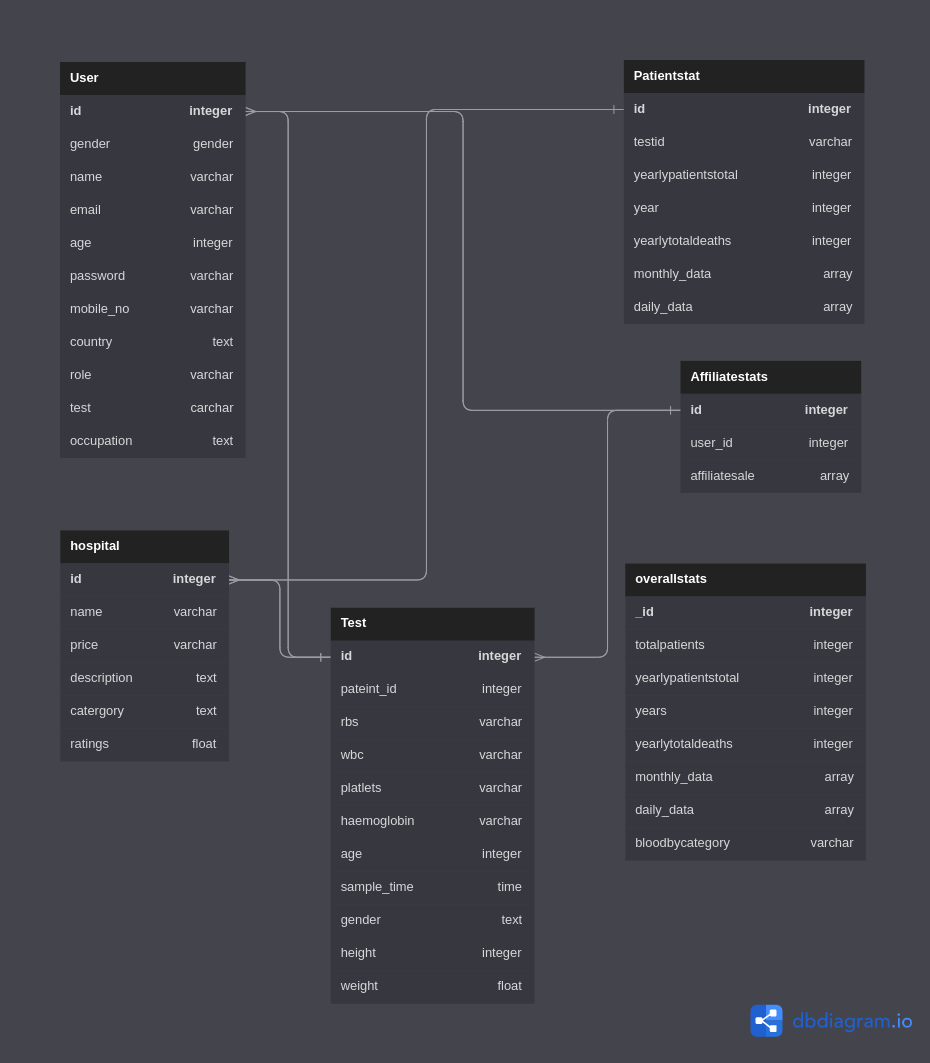 User
id integer
gender gender
name varchar
email varchar
age integer
password varchar
mobile_no varchar
country text
role varchar
test carchar
occupation text
Patientstat
id integer
testid varchar
yearlypatientstotal integer
year integer
yearlytotaldeaths integer
monthly_data array
daily_data array
Affiliatestats
id integer
user_id integer
affiliatesale array
hospital
id integer
name varchar
price varchar
description text
catergory text
ratings float
Test
id integer
pateint_id integer
rbs varchar
wbc varchar
platlets varchar
haemoglobin varchar
age integer
sample_time time
gender text
height integer
weight float
overallstats
_id integer
totalpatients integer
yearlypatientstotal integer
years integer
yearlytotaldeaths integer
monthly_data array
daily_data array
bloodbycategory varchar
dbdiagram.io